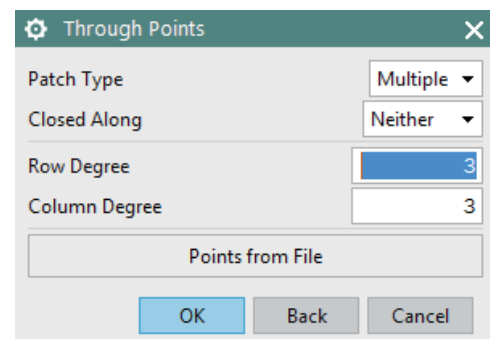 Through Points
Patch Type Multiple
Closed Along Neither
Row Degree 3
Column Degree 3
Points from File
OK Back Cancel